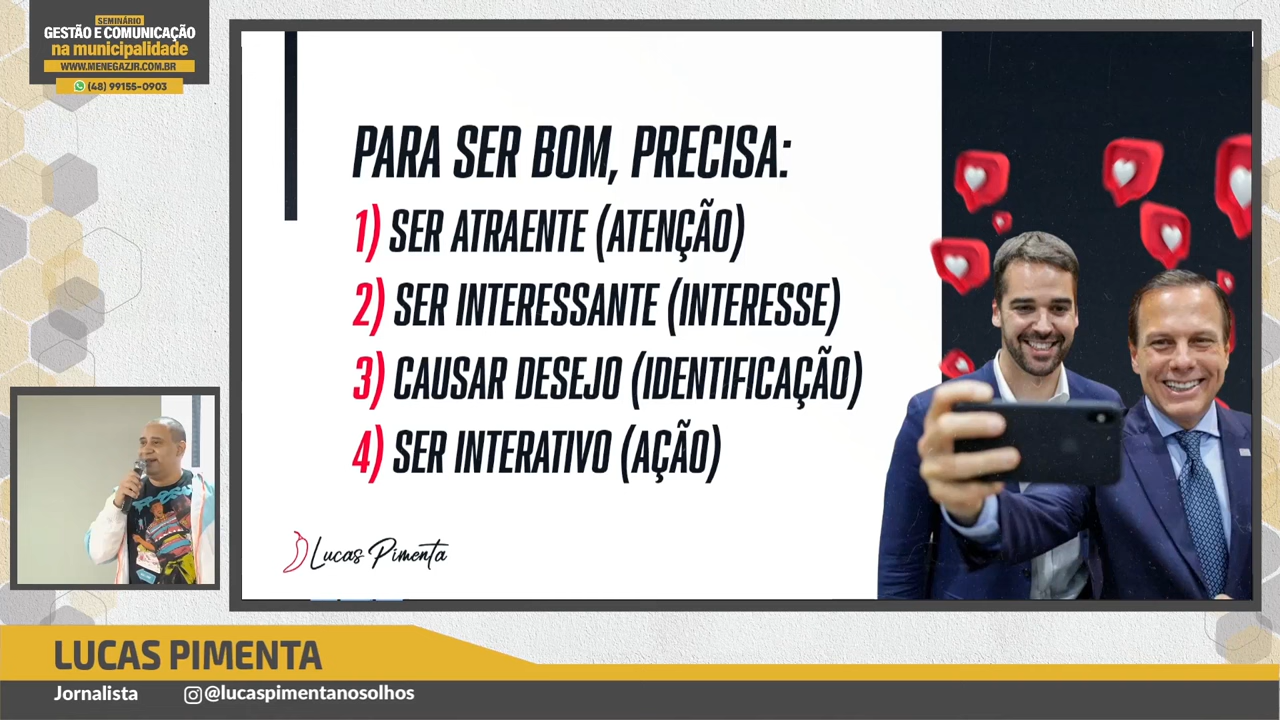 SEMINÁRIO
GESTÃO E COMUNICAÇÃO
na municipalidade
WWW.MENEGAZJR.COM.BR
(48) 99155-0903
PARA SER BOM, PRECISA:
1) SER ATRAENTE (ATENÇÃO)
2) SER INTERESSANTE (INTERESSE)
3) CAUSAR DESEJO (IDENTIFICAÇÃO)
4) SER INTERATIVO (AÇÃO)
Lucas Pimenta
LUCAS PIMENTA
Jornalista
@lucaspimentanosolhos